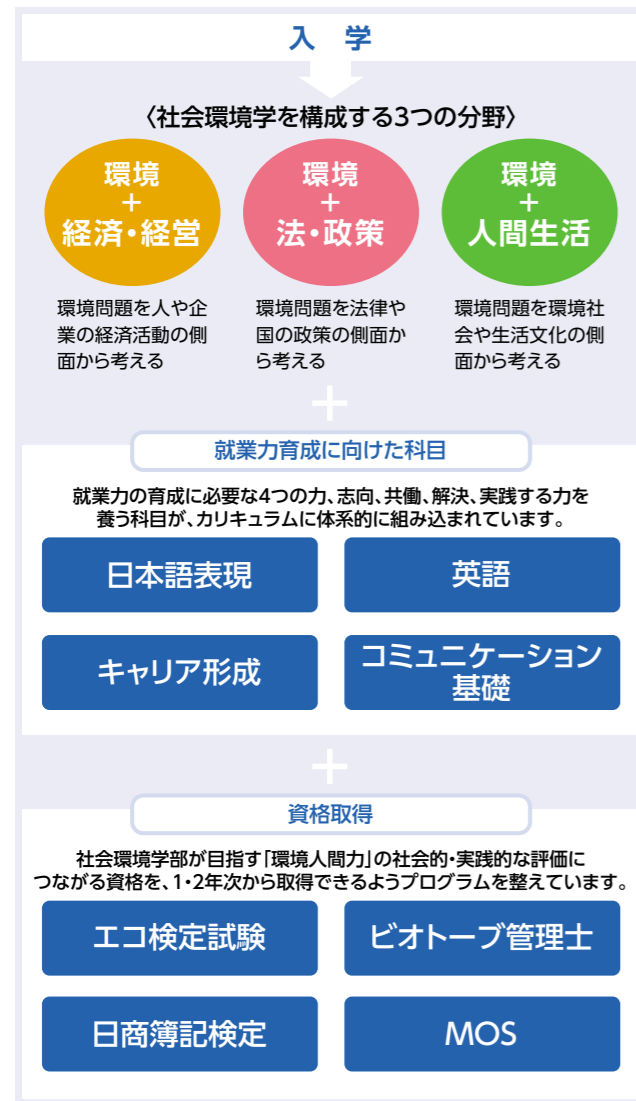 入 学
〈社会環境学を構成する3つの分野〉
環境
+
経済・経営
環境
+
法・政策
環境
+
人間生活
環境問題を人や企
業の経済活動の側
面から考える
環境問題を法律や
国の政策の側面か
ら考える
環境問題を環境社
会や生活文化の側
面から考える
+
就業力育成に向けた科目
就業力の育成に必要な4つの力、志向、共働、解決、実践する力を
養う科目が、カリキュラムに体系的に組み込まれています。
日本語表現
英語
キャリア形成
コミュニケーション
基礎
+
資格取得
社会環境学部が目指す「環境人間力」の社会的・実践的な評価に
つながる資格を、1・2年次から取得できるようプログラムを整えています。
エコ検定試験
ビオトープ管理士
日商簿記検定
MOS